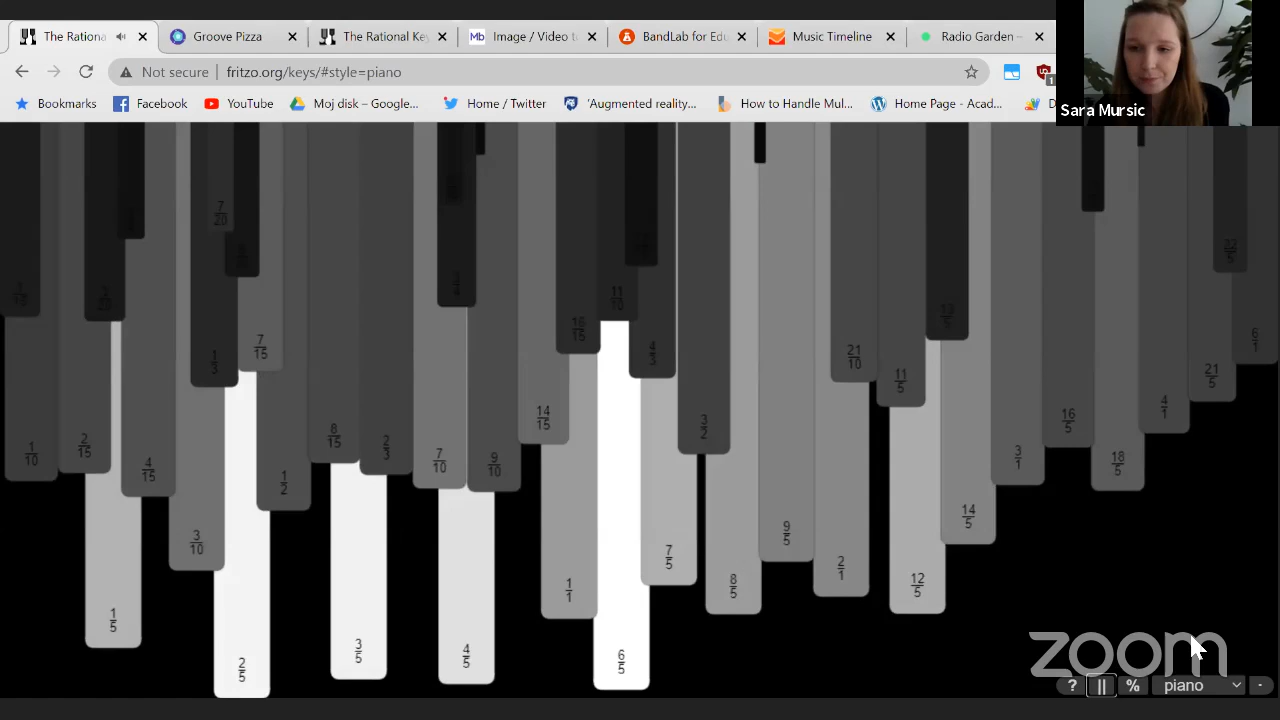 The Rationa
Groove Pizza
The Rational Ke
Mb
Image / Video t
BandLab for Edu
Music Timeline
Radio Garden –
Not secure
fritzo.org/keys/#style=piano
1
Bookmarks
Facebook
YouTube
Moj disk – Google...
Home / Twitter
'Augmented reality...
How to Handle Mul...
Home Page - Acad...
D
Sara Mursic
7/20
1/3
7/15
16/15
11/10
4/3
21/10
11/5
6/1
21/5
4/1
16/5
18/5
3/1
14/5
1/10
2/15
4/15
3/10
1/2
8/15
2/3
7/10
9/10
14/15
3/2
1/5
2/5
3/5
4/5
1/1
6/5
7/5
8/5
9/5
2/1
12/5
zoom
?
||
%
piano
-